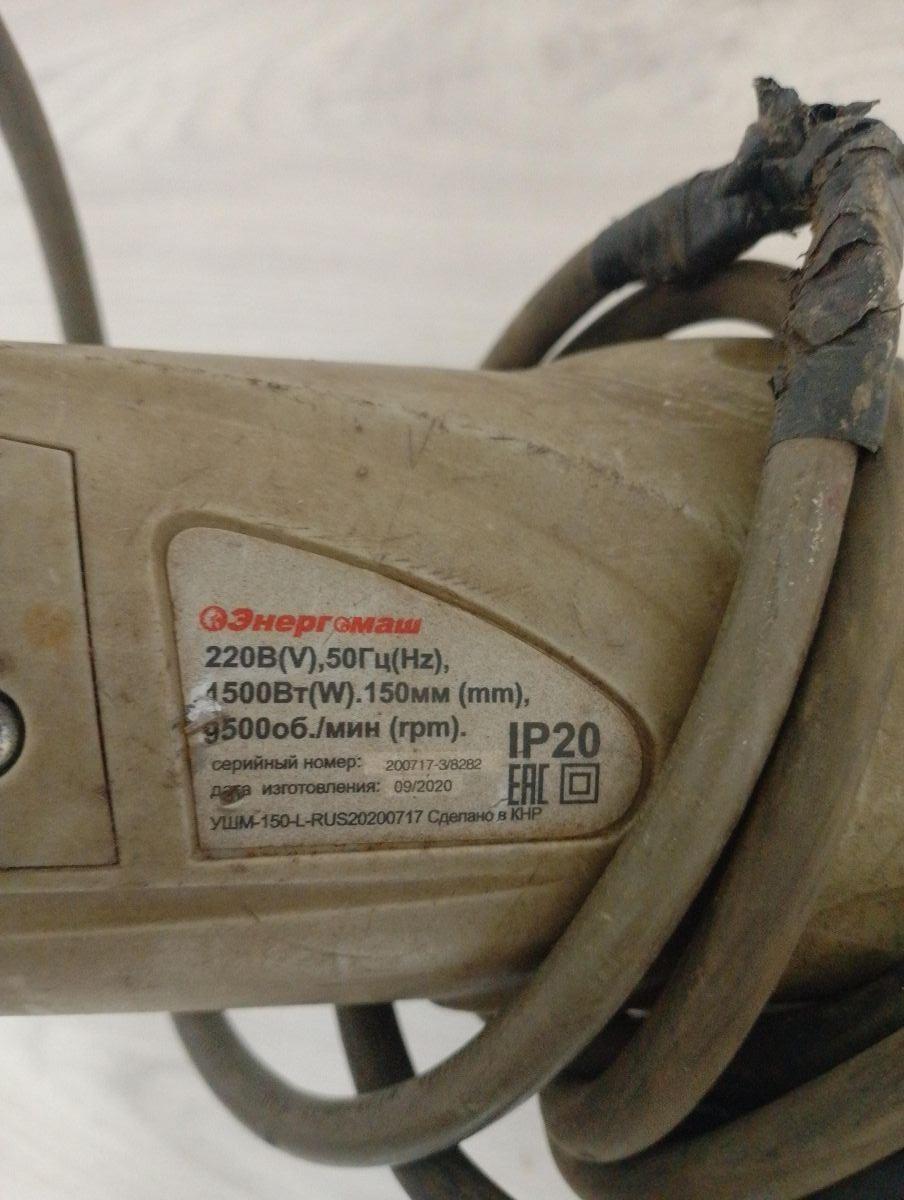 Энергомаш
220В(V),50Гц(Hz),
1500Вт(W).150мм (mm),
9500об./мин (rpm).
IP20
серийный номер: 200717-3/8282
дата изготовления: 09/2020
EAC
УШМ-150-L-RUS20200717 Сделано в КНР